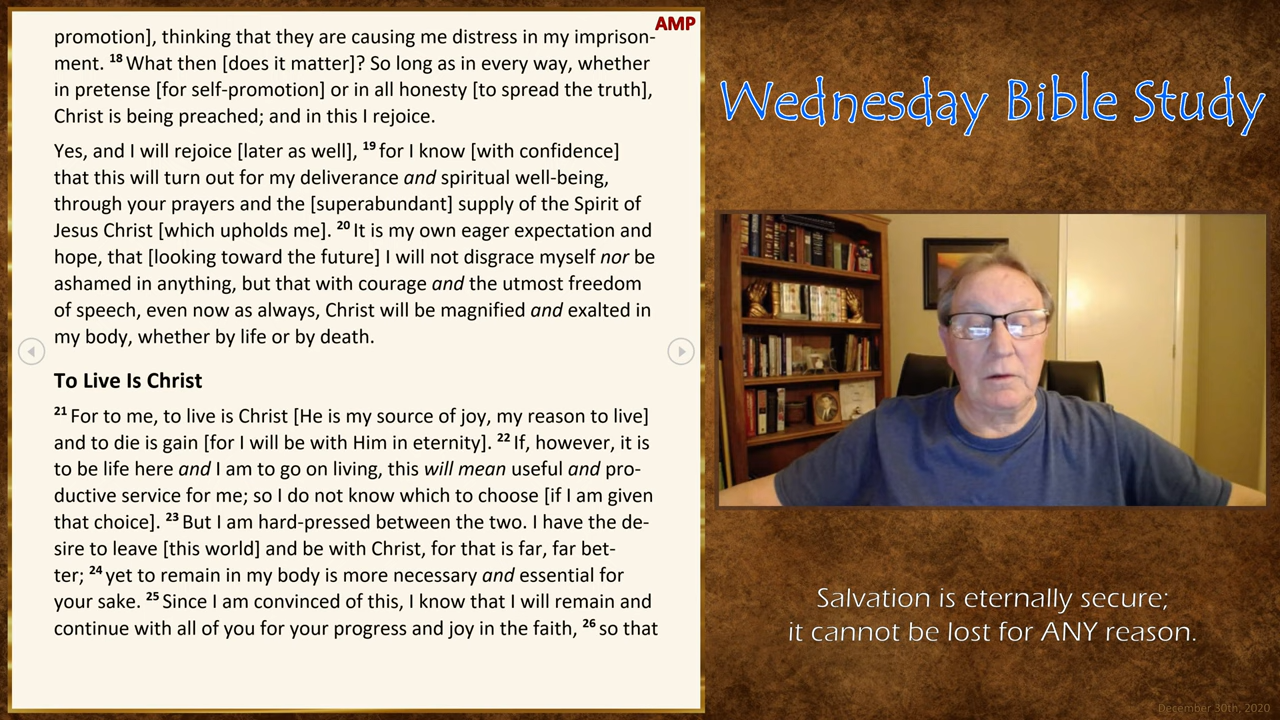 AMP
promotion], thinking that they are causing me distress in my imprison-
ment. 18 What then [does it matter]? So long as in every way, whether
in pretense [for self-promotion] or in all honesty [to spread the truth],
Christ is being preached; and in this I rejoice.
Yes, and I will rejoice [later as well], 19 for I know [with confidence]
that this will turn out for my deliverance and spiritual well-being,
through your prayers and the [superabundant] supply of the Spirit of
Jesus Christ [which upholds me]. 20 It is my own eager expectation and
hope, that [looking toward the future] I will not disgrace myself nor be
ashamed in anything, but that with courage and the utmost freedom
of speech, even now as always, Christ will be magnified and exalted in
my body, whether by life or by death.
To Live Is Christ
21 For to me, to live is Christ [He is my source of joy, my reason to live]
and to die is gain [for I will be with Him in eternity]. 22 If, however, it is
to be life here and I am to go on living, this will mean useful and pro-
ductive service for me; so I do not know which to choose [if I am given
that choice]. 23 But I am hard-pressed between the two. I have the de-
sire to leave [this world] and be with Christ, for that is far, far bet-
ter; 24 yet to remain in my body is more necessary and essential for
your sake. 25 Since I am convinced of this, I know that I will remain and
continue with all of you for your progress and joy in the faith, 26 so that
Wednesday Bible Study
Salvation is eternally secure;
it cannot be lost for ANY reason.
December 30th, 2020